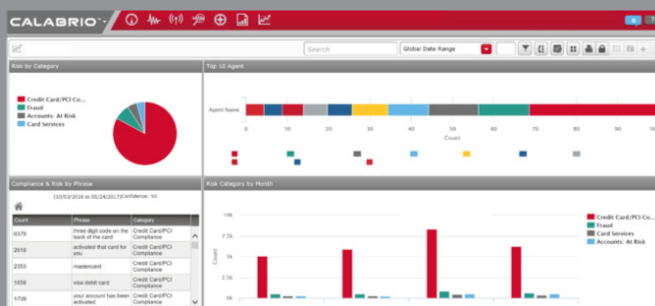 CALABRIO
?
Search
Global Date Range
Risk by Category
Top 10 Agent
Credit Card/PCI Co...
Fraud
Accounts: At Risk
Card Services
Agent Name
0 10 20 30 40 50 60 70 80 90 100
Count
Compliance & Risk by Phrase
Risk Category by Month
(10/03/2016 to 05/24/2017)Confidence: 50
Count Phrase Category
6379 three digit code on the back of the card Credit Card/PCI Compliance
2616 activated that card for you Credit Card/PCI Compliance
2353 mastercard Credit Card/PCI Compliance
1858 visa debit card Credit Card/PCI Compliance
1739 your account has been activated Credit Card/PCI Compliance
Count
10k
7.5k
5k
2.5k
0k
Credit Card/PCI Co...
Fraud
Card Services
Accounts: At Risk